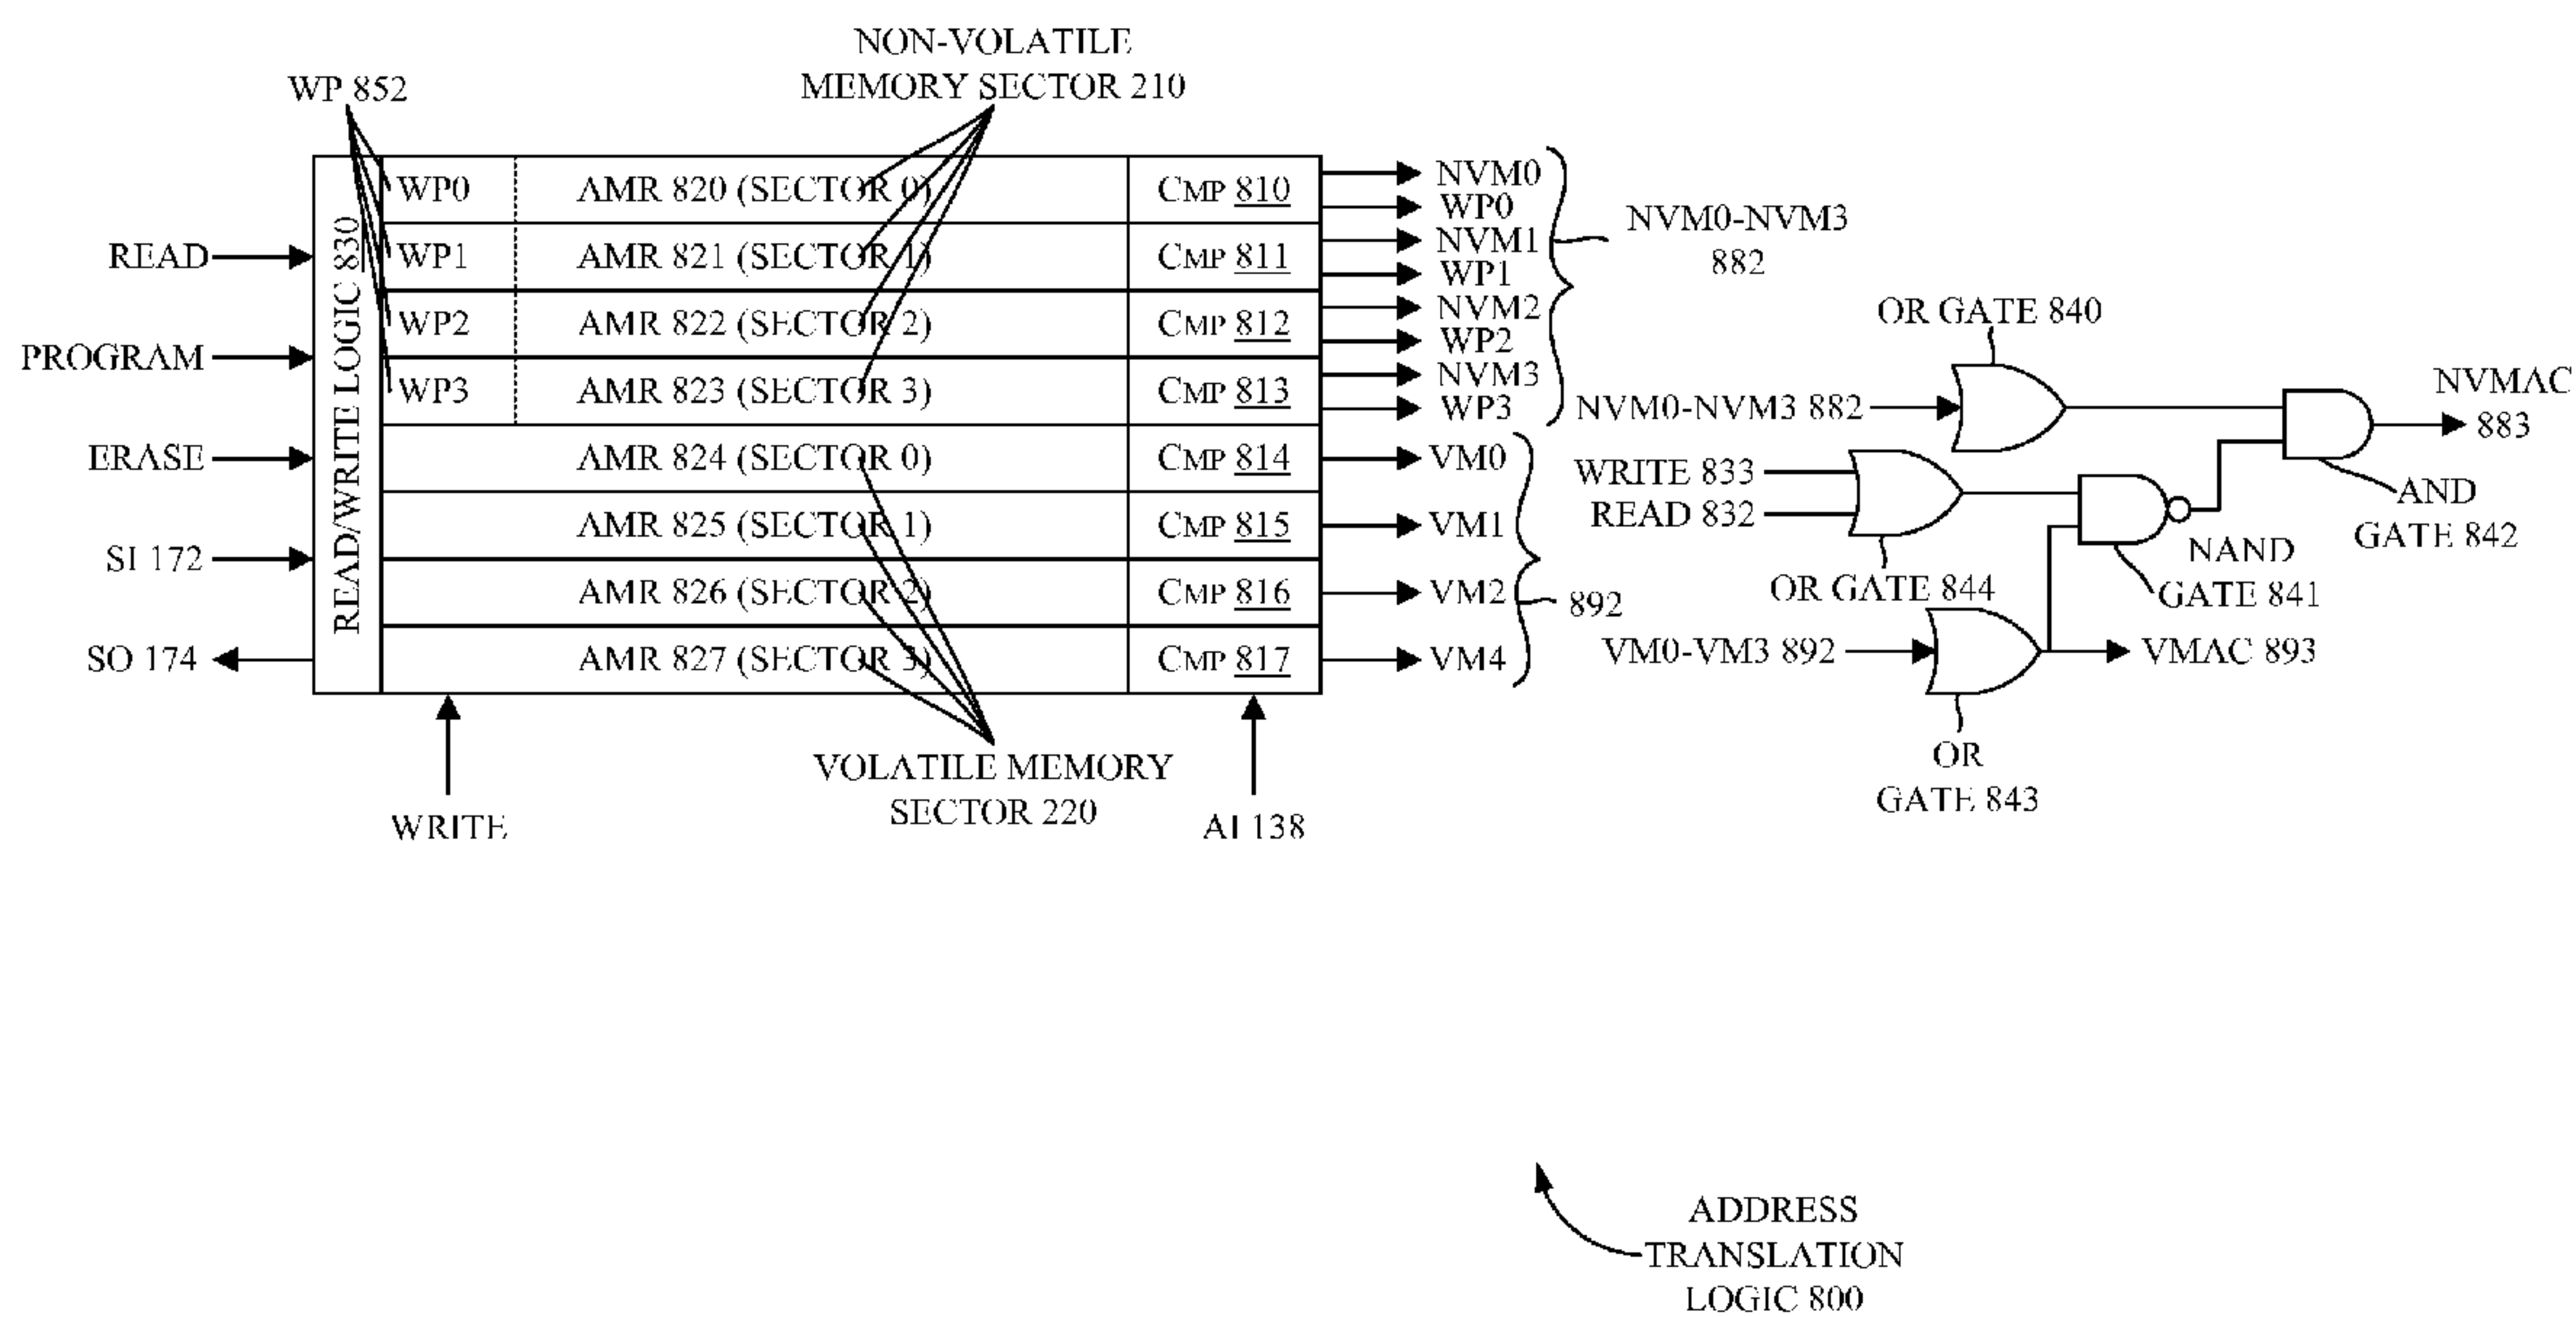 NON-VOLATILE
MEMORY SECTOR 210
WP 852
READ
PROGRAM
ERASE
SI 172
SO 174
READ/WRITE LOGIC 830
WP0
AMR 820 (SECTOR 0)
CMP 810
WP1
AMR 821 (SECTOR 1)
CMP 811
WP2
AMR 822 (SECTOR 2)
CMP 812
WP3
AMR 823 (SECTOR 3)
CMP 813
AMR 824 (SECTOR 0)
CMP 814
AMR 825 (SECTOR 1)
CMP 815
AMR 826 (SECTOR 2)
CMP 816
AMR 827 (SECTOR 3)
CMP 817
NVM0
WP0
NVM1
WP1
NVM2
WP2
NVM3
WP3
VM0
VM1
VM2
VM4
NVM0-NVM3
882
892
WRITE
VOLATILE MEMORY
SECTOR 220
AI 138
OR GATE 840
NVM0-NVM3 882
WRITE 833
READ 832
OR GATE 844
VM0-VM3 892
OR
GATE 843
NAND
GATE 841
VMAC 893
AND
GATE 842
NVMAC
883
ADDRESS
TRANSLATION
LOGIC 800